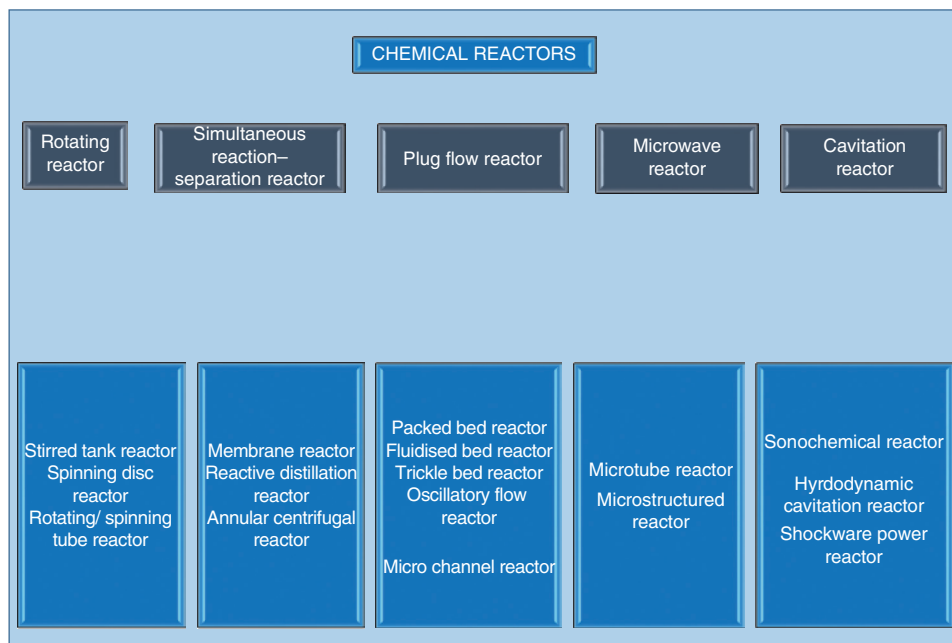 CHEMICAL REACTORS
Rotating
reactor
Simultaneous
reaction–
separation reactor
Plug flow reactor
Microwave
reactor
Cavitation
reactor
Stirred tank reactor
Spinning disc
reactor
Rotating/ spinning
tube reactor
Membrane reactor
Reactive distillation
reactor
Annular centrifugal
reactor
Packed bed reactor
Fluidised bed reactor
Trickle bed reactor
Oscillatory flow
reactor
Micro channel reactor
Microtube reactor
Microstructured
reactor
Sonochemical reactor
Hyrdodynamic
cavitation reactor
Shockware power
reactor